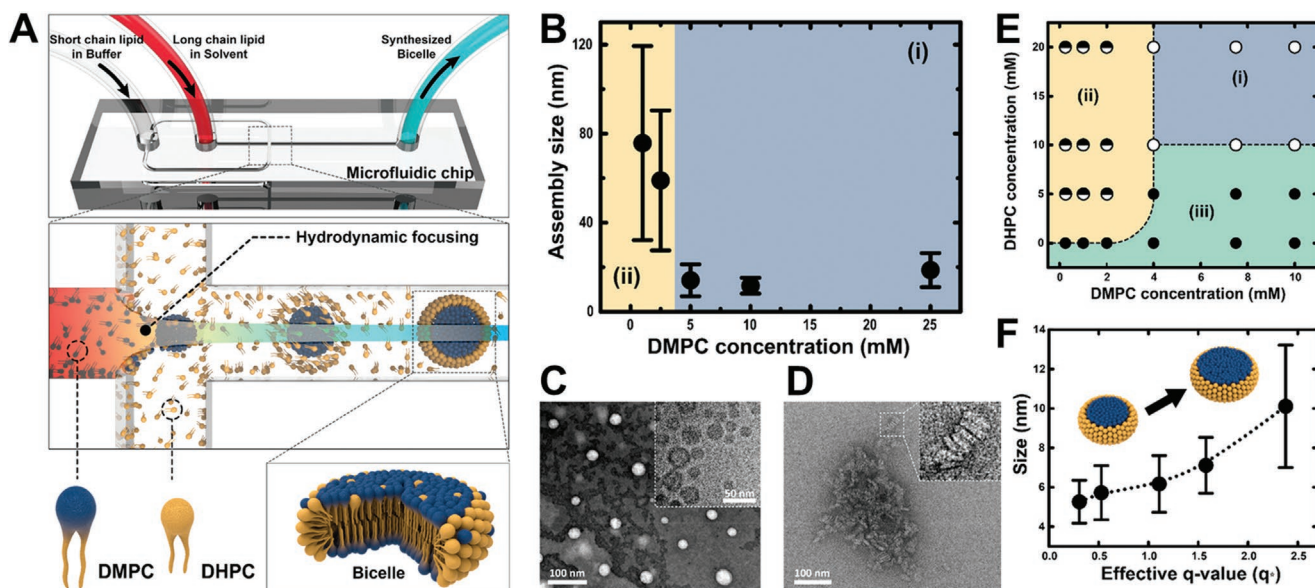 A
Short chain lipid
in Buffer
Long chain lipid
in Solvent
Synthesized
Bicelle
Microfluidic chip
Hydrodynamic focusing
DMPC
DHPC
Bicelle
B
Assembly size (nm)
120
80
40
0
(i)
(ii)
0 5 10 15 20 25
DMPC concentration (mM)
C
50 nm
100 nm
D
100 nm
E
DHPC concentration (mM)
20
15
10
5
0
(ii)
(i)
(iii)
0 2 4 6 8 10
DMPC concentration (mM)
F
Size (nm)
14
12
10
8
6
4
0.0 0.5 1.0 1.5 2.0 2.5
Effective q-value (q*)